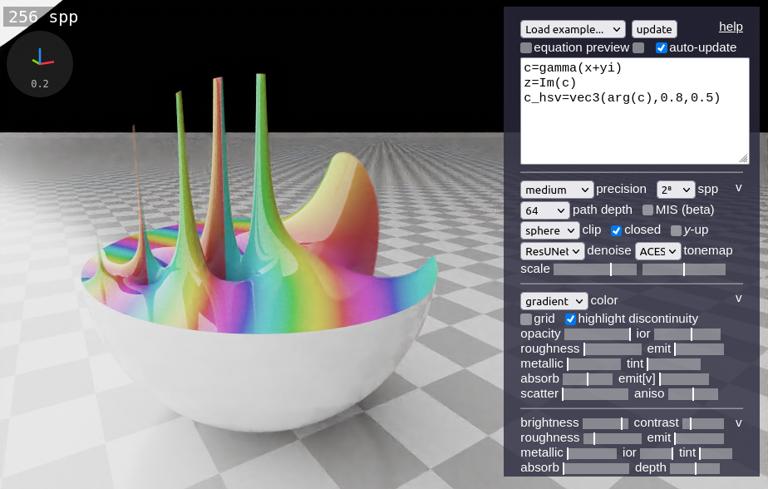 256 spp
0.2
Load example... update help
equation preview auto-update
c=gamma(x+yi)
z=Im(c)
c_hsv=vec3(arg(c),0.8,0.5)
medium precision 2⁸ spp v
64 path depth MIS (beta)
sphere clip closed y-up
ResUNet denoise ACES tonemap
scale
gradient color v
grid highlight discontinuity
opacity ior
roughness emit
metallic tint
absorb emit[v]
scatter aniso
brightness contrast v
roughness emit
metallic ior tint
absorb depth